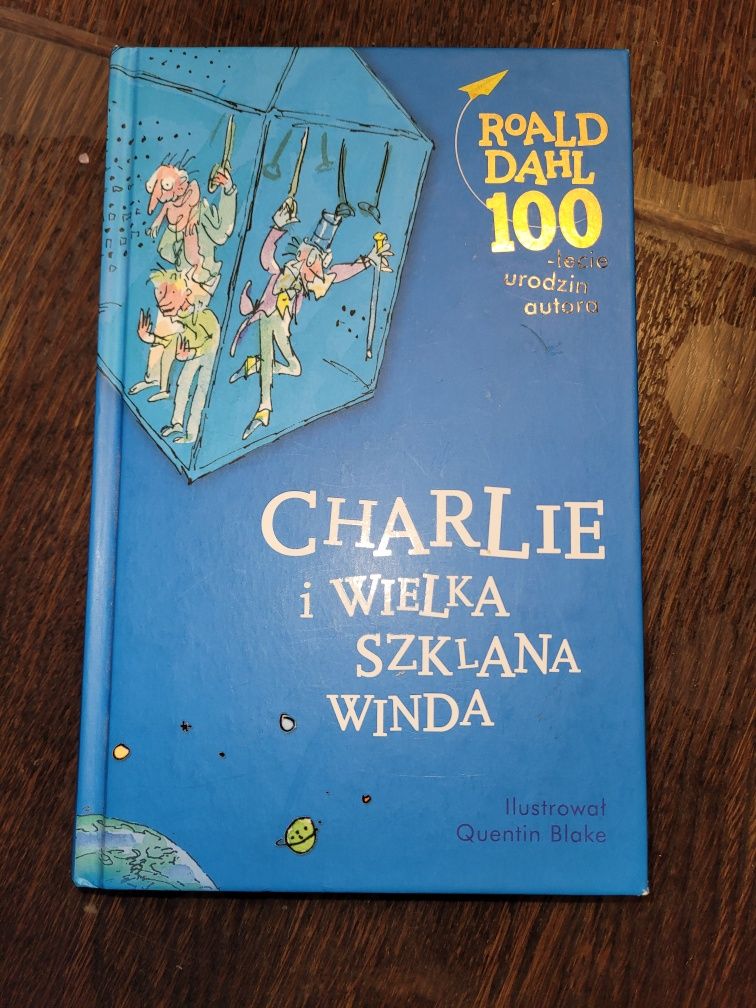 ROALD
DAHL
100
-lecie
urodzin
autora
CHARLIE
i WIELKA
SZKLANA
WINDA
Ilustrował
Quentin Blake